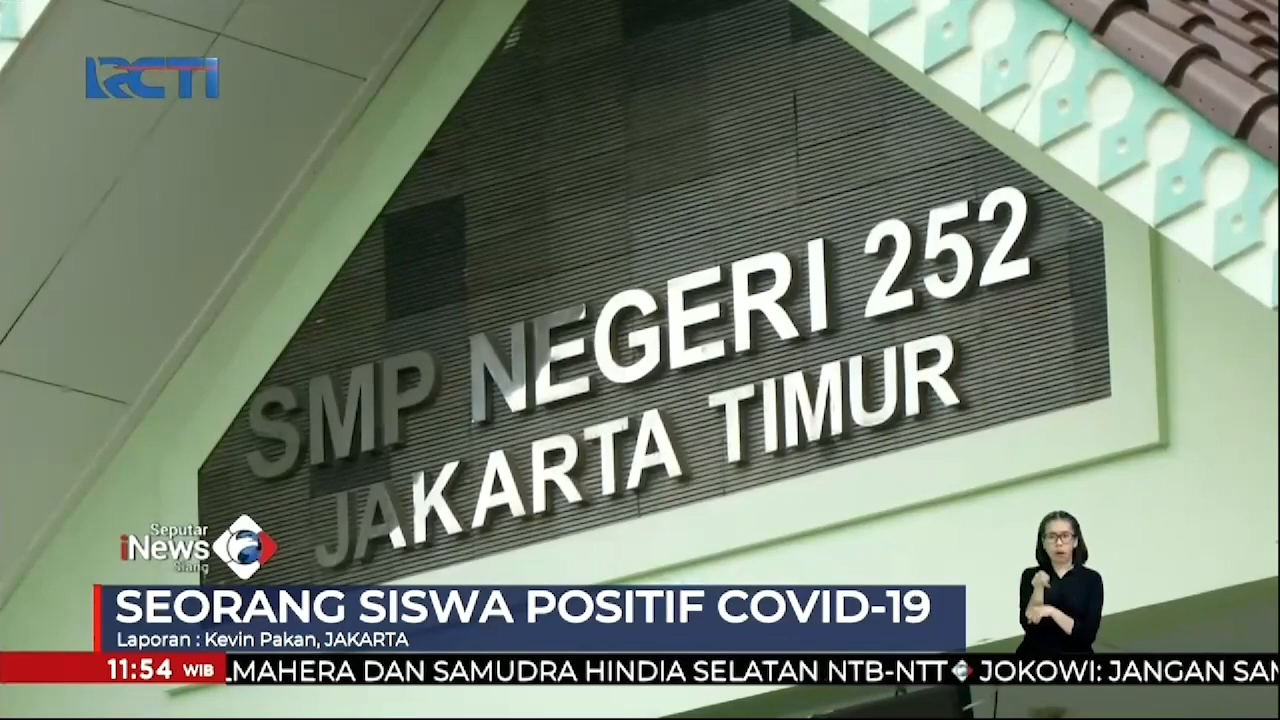 RCTI
SMP NEGERI 252
JAKARTA TIMUR
Seputar
iNews
Siang
SEORANG SISWA POSITIF COVID-19
Laporan : Kevin Pakan, JAKARTA
11:54 WIB
LMAHERA DAN SAMUDRA HINDIA SELATAN NTB-NTT JOKOWI: JANGAN SAN